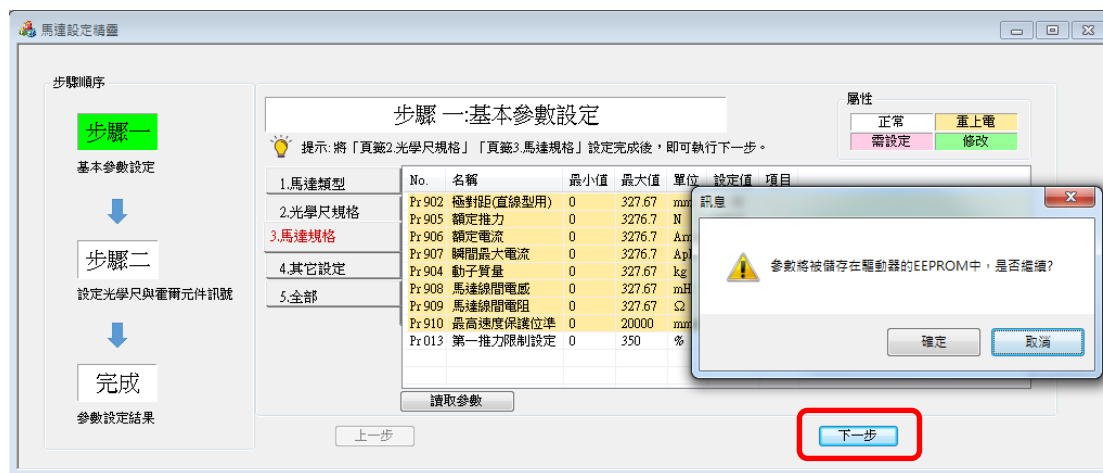 馬達設定精靈
步驟順序
步驟一
基本參數設定
步驟二
設定光學尺與霍爾元件訊號
完成
參數設定結果
步驟 一:基本參數設定
提示: 將「頁籤2.光學尺規格」「頁籤3.馬達規格」設定完成後，即可執行下一步。
屬性
正常 重上電
需設定 修改
1.馬達類型
2.光學尺規格
3.馬達規格
4.其它設定
5.全部
No. 名稱 最小值 最大值 單位 設定值 項目
Pr 902 極對距(直線型用) 0 327.67 mm
Pr 905 額定推力 0 3276.7 N
Pr 906 額定電流 0 3276.7
Pr 907 瞬間最大電流 0 3276.7
Pr 904 動子質量 0 327.67 kg
Pr 908 馬達線間電感 0 327.67 mH
Pr 909 馬達線間電阻 0 327.67 Ω
Pr 910 最高速度保護位準 0 20000
Pr 013 第一推力限制設定 0 350 %
讀取參數
上一步
下一步
訊息
參數將被儲存在驅動器的EEPROM中，是否繼續?
確定
取消